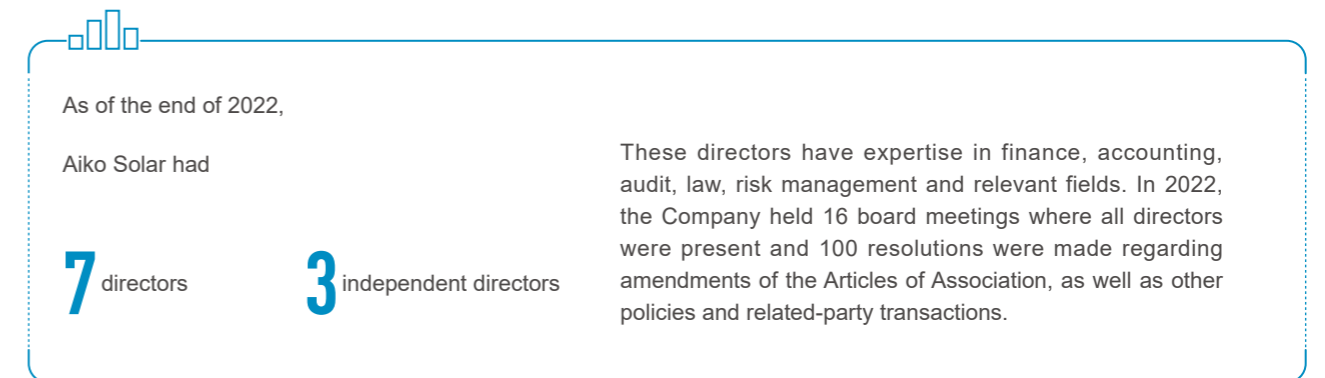 As of the end of 2022,
Aiko Solar had
7 directors
3 independent directors
These directors have expertise in finance, accounting,
audit, law, risk management and relevant fields. In 2022,
the Company held 16 board meetings where all directors
were present and 100 resolutions were made regarding
amendments of the Articles of Association, as well as other
policies and related-party transactions.